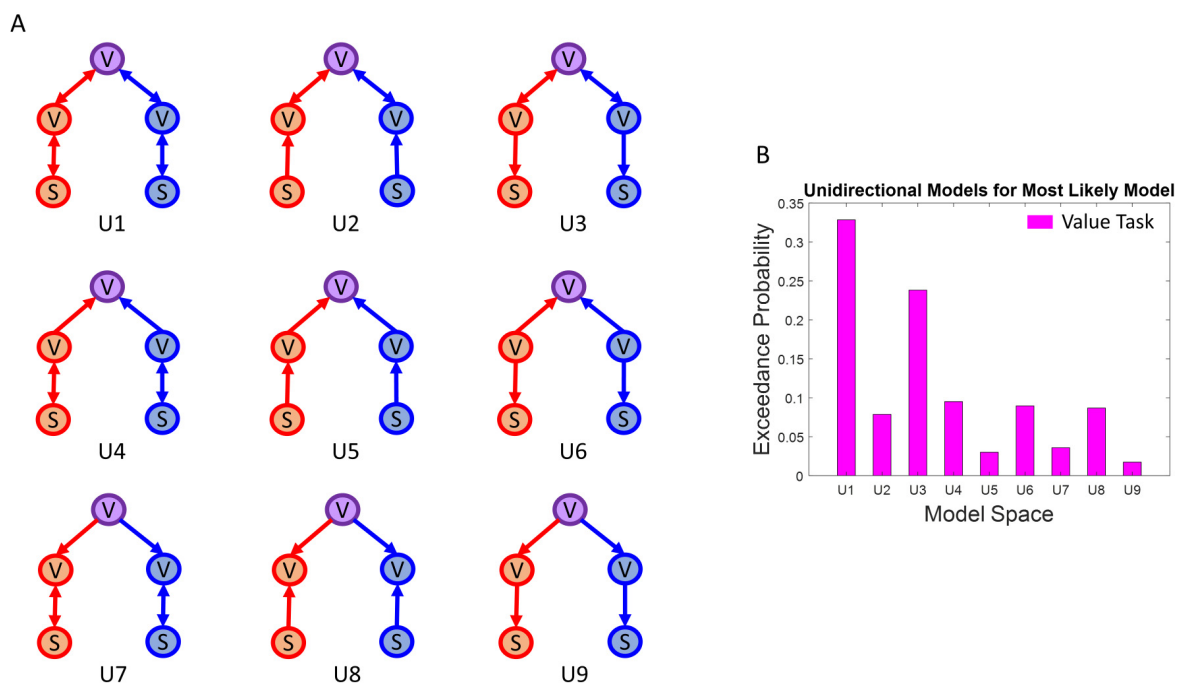 A
V V V
V V V V V V
S S S S S S
U1 U2 U3
V V V
V V V V V V
S S S S S S
U4 U5 U6
V V V
V V V V V V
S S S S S S
U7 U8 U9
B
Unidirectional Models for Most Likely Model
Value Task
Exceedance Probability
0.35
0.3
0.25
0.2
0.15
0.1
0.05
0
U1 U2 U3 U4 U5 U6 U7 U8 U9
Model Space